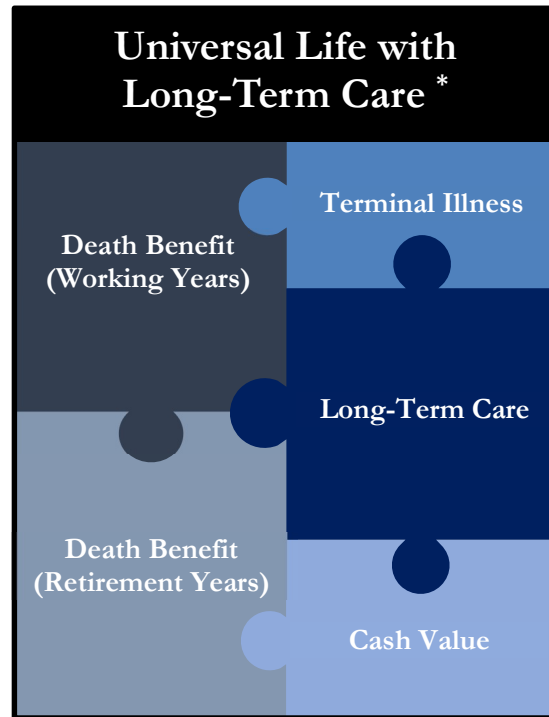 Universal Life with
Long-Term Care *
Death Benefit
(Working Years)
Terminal Illness
Long-Term Care
Death Benefit
(Retirement Years)
Cash Value